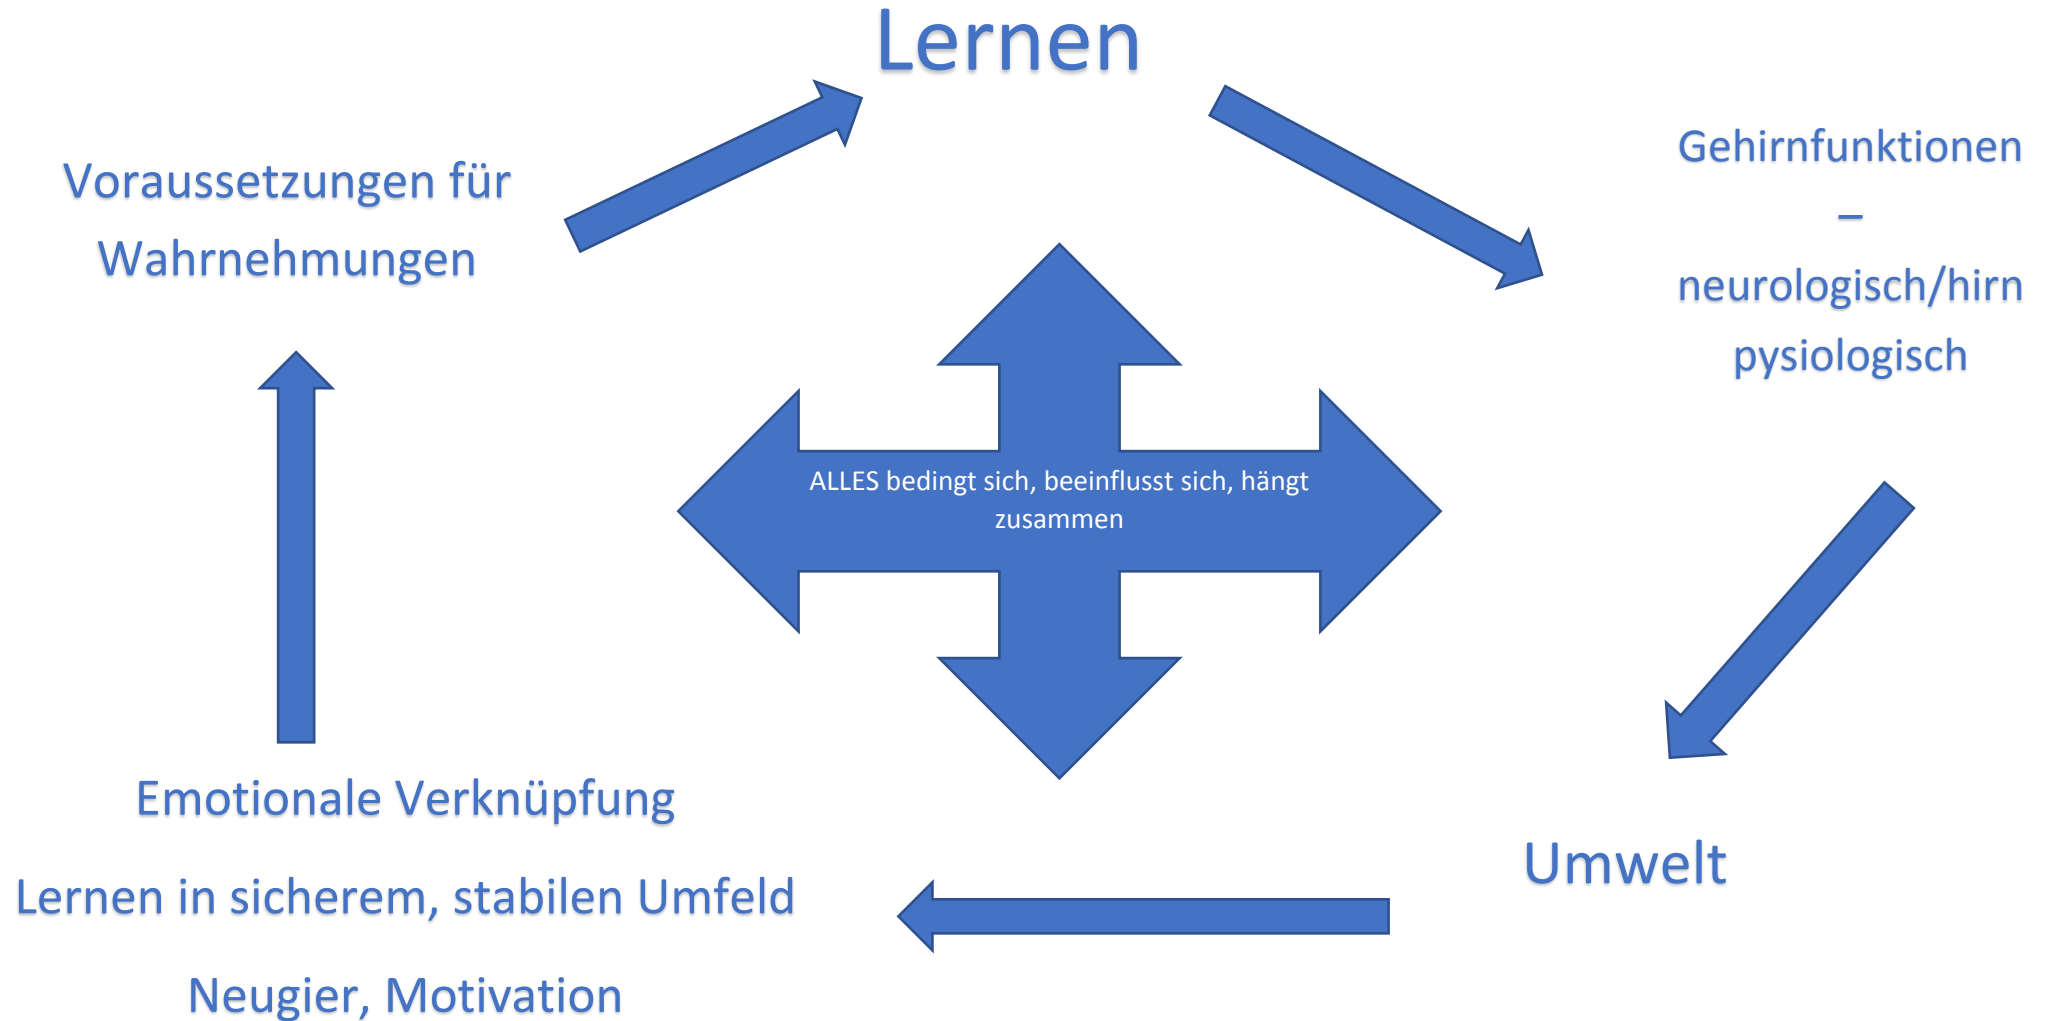 Lernen
Gehirnfunktionen
–
neurologisch/hirn
pysiologisch
Voraussetzungen für
Wahrnehmungen
ALLES bedingt sich, beeinflusst sich, hängt
zusammen
Emotionale Verknüpfung
Lernen in sicherem, stabilen Umfeld
Neugier, Motivation
Umwelt